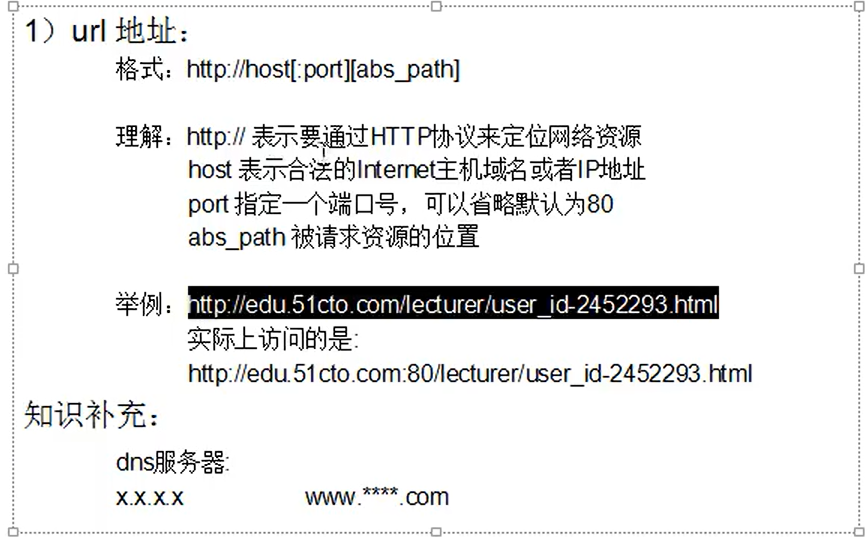 1）url 地址：
格式：http://host[:port][abs_path]
理解：http:// 表示要通过HTTP协议来定位网络资源
host 表示合法的Internet主机域名或者IP地址
port 指定一个端口号，可以省略默认为80
abs_path 被请求资源的位置
举例：http://edu.51cto.com/lecturer/user_id-2452293.html
实际上访问的是:
http://edu.51cto.com:80/lecturer/user_id-2452293.html
知识补充：
dns服务器:
x.x.x.x www.****.com